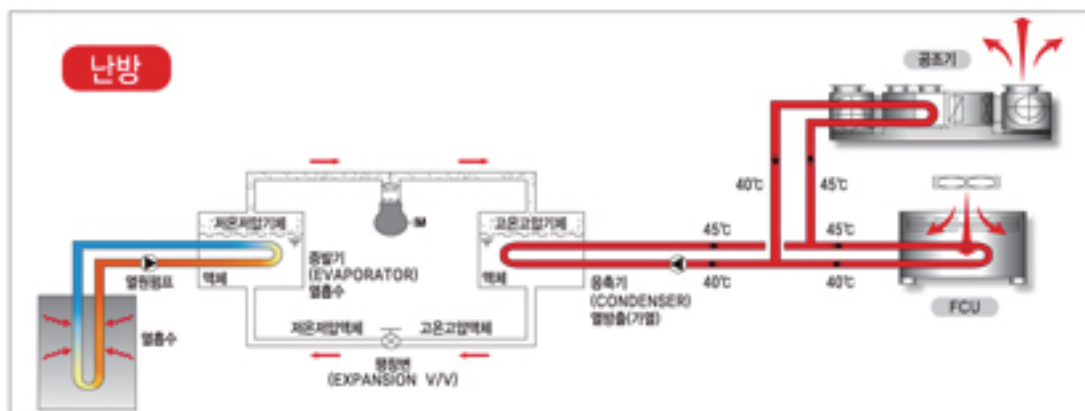 난방
공조기
40℃
45℃
저온저압기체
고온고압기체
45℃
45℃
증발기
(EVAPORATOR)
열흡수
액체
액체
열원펌프
40℃
40℃
응축기
(CONDENSER)
열방출(가열)
FCU
열흡수
저온저압액체
고온고압액체
팽창변
(EXPANSION V/V)